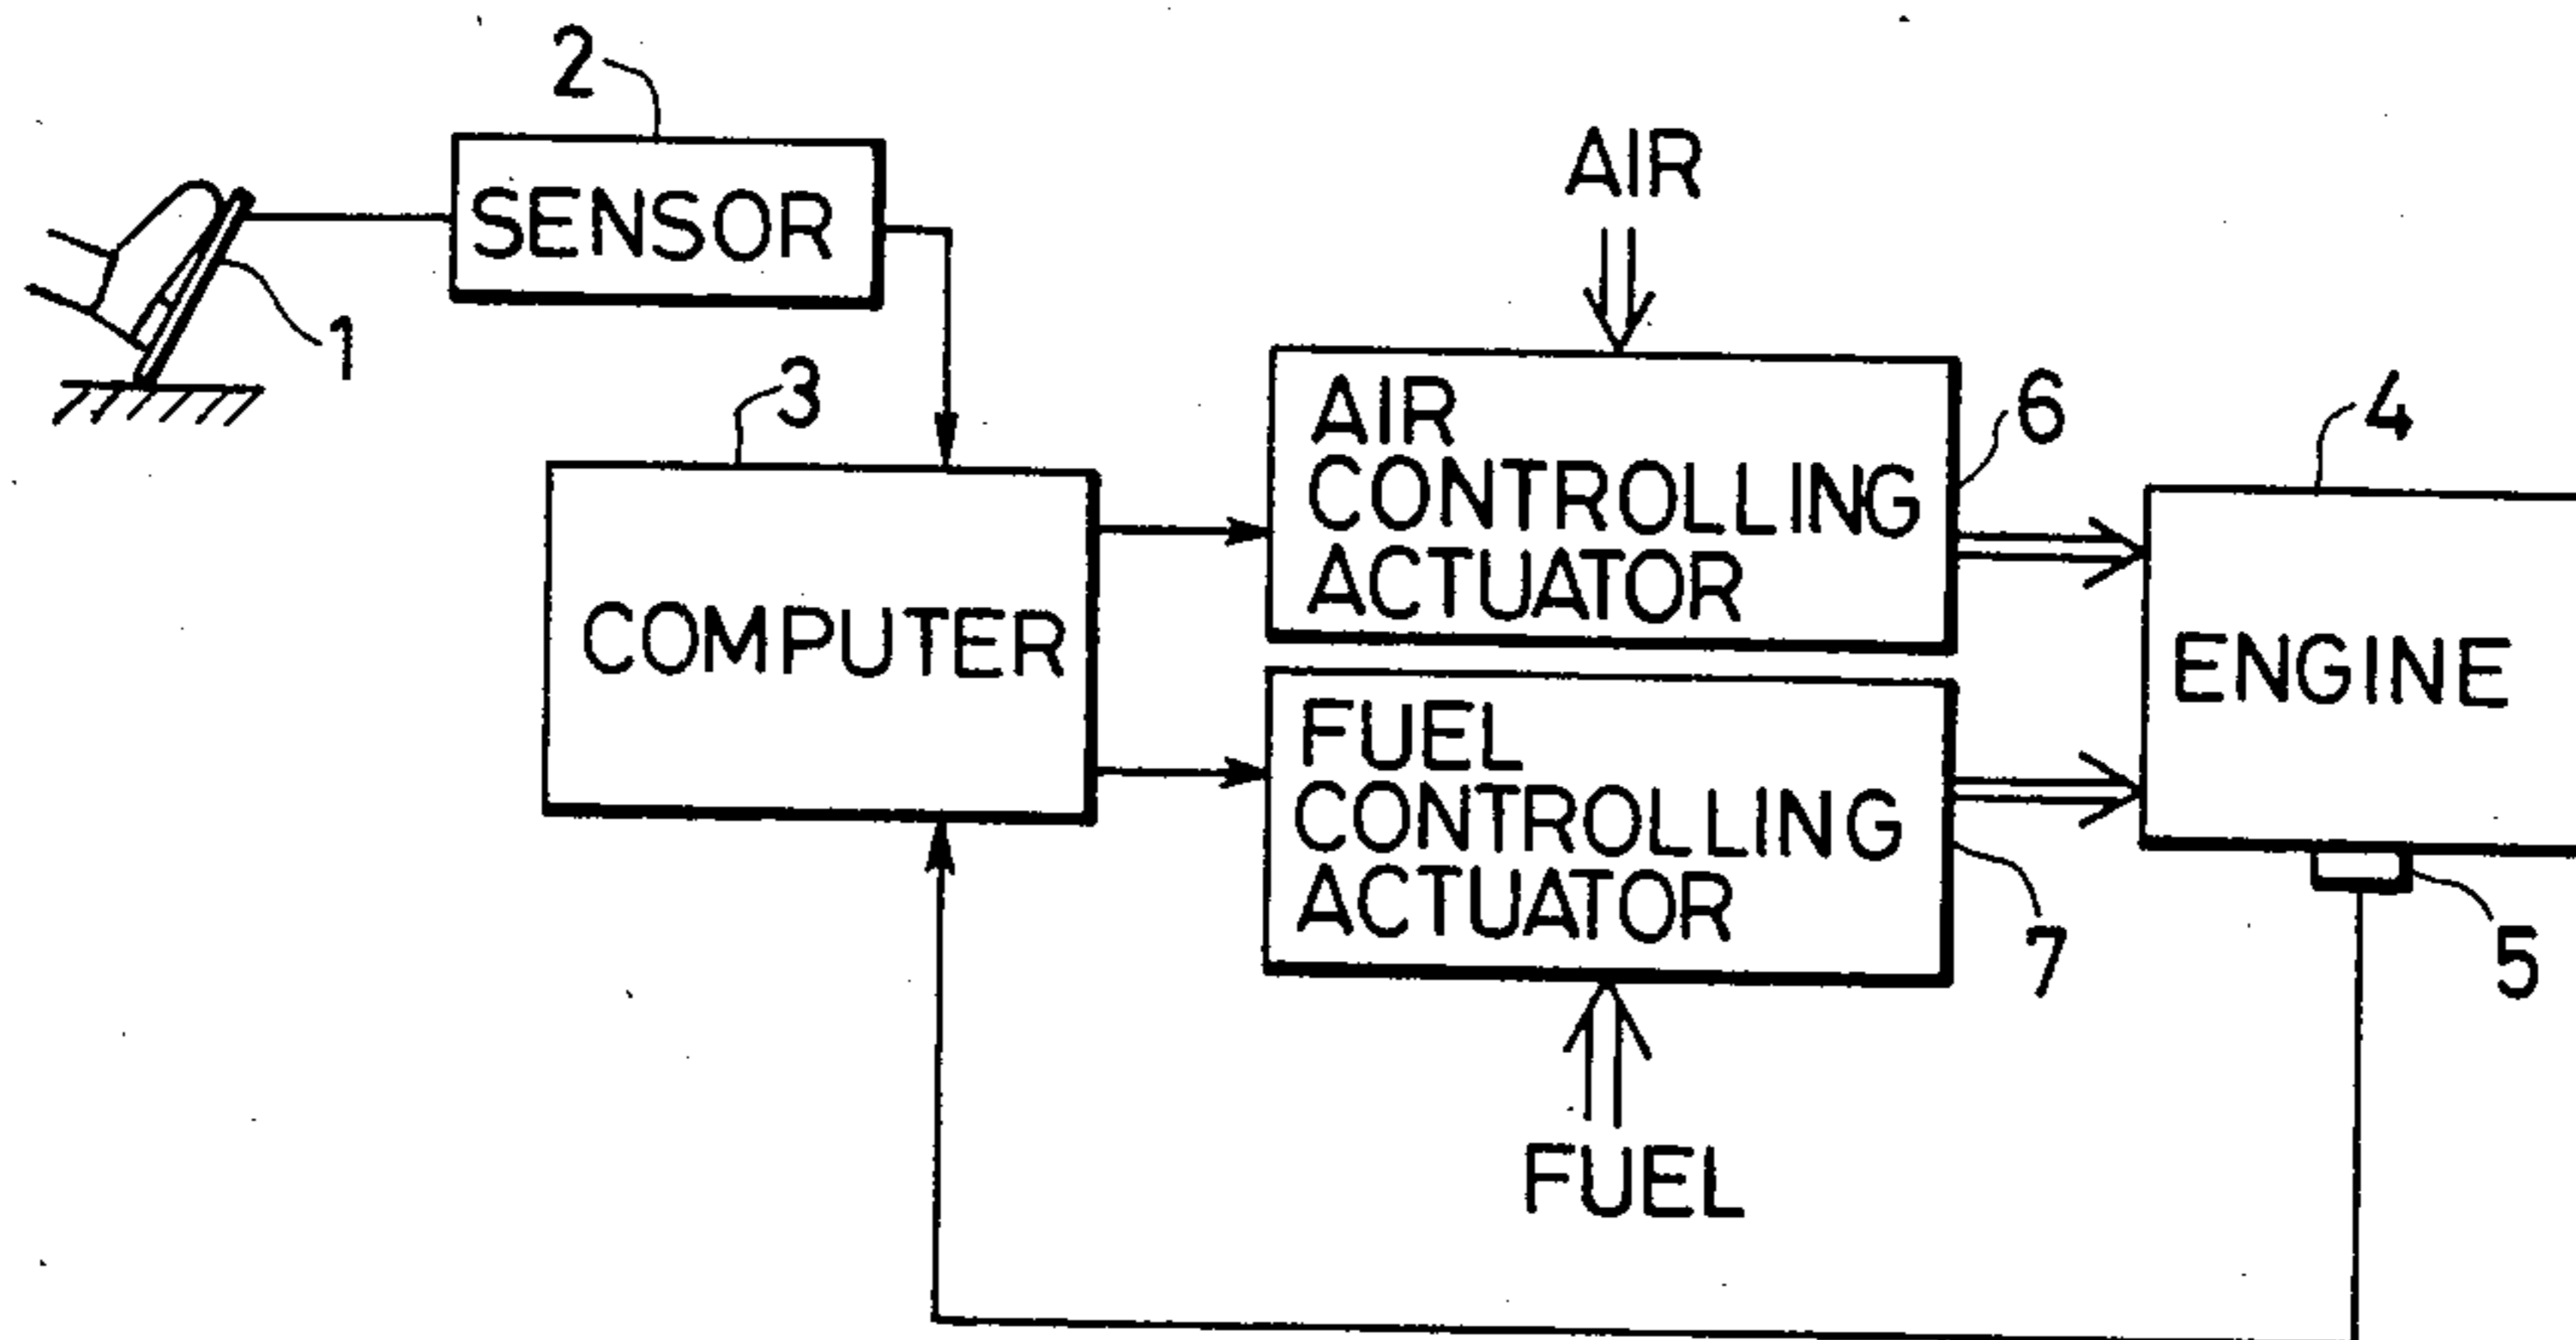 2
SENSOR
1
AIR
3
COMPUTER
AIR
CONTROLLING
ACTUATOR
6
4
ENGINE
FUEL
CONTROLLING
ACTUATOR
7
5
FUEL